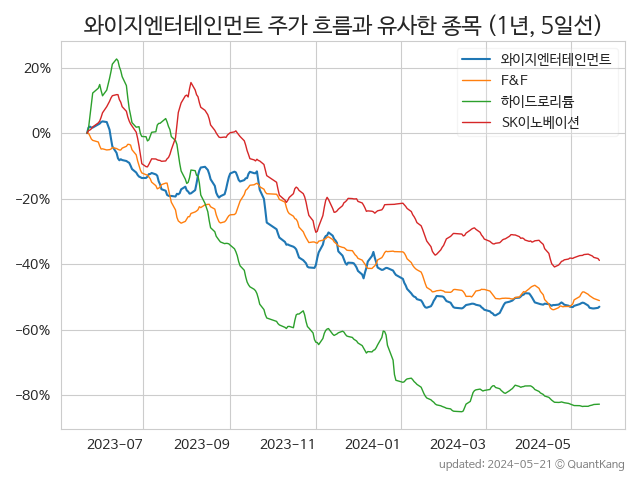 와이지엔터테인먼트 주가 흐름과 유사한 종목 (1년, 5일선)
와이지엔터테인먼트
F&F
하이드로리튬
SK이노베이션
20%
0%
−20%
−40%
−60%
−80%
2023-07 2023-09 2023-11 2024-01 2024-03 2024-05
updated: 2024-05-21 © QuantKang